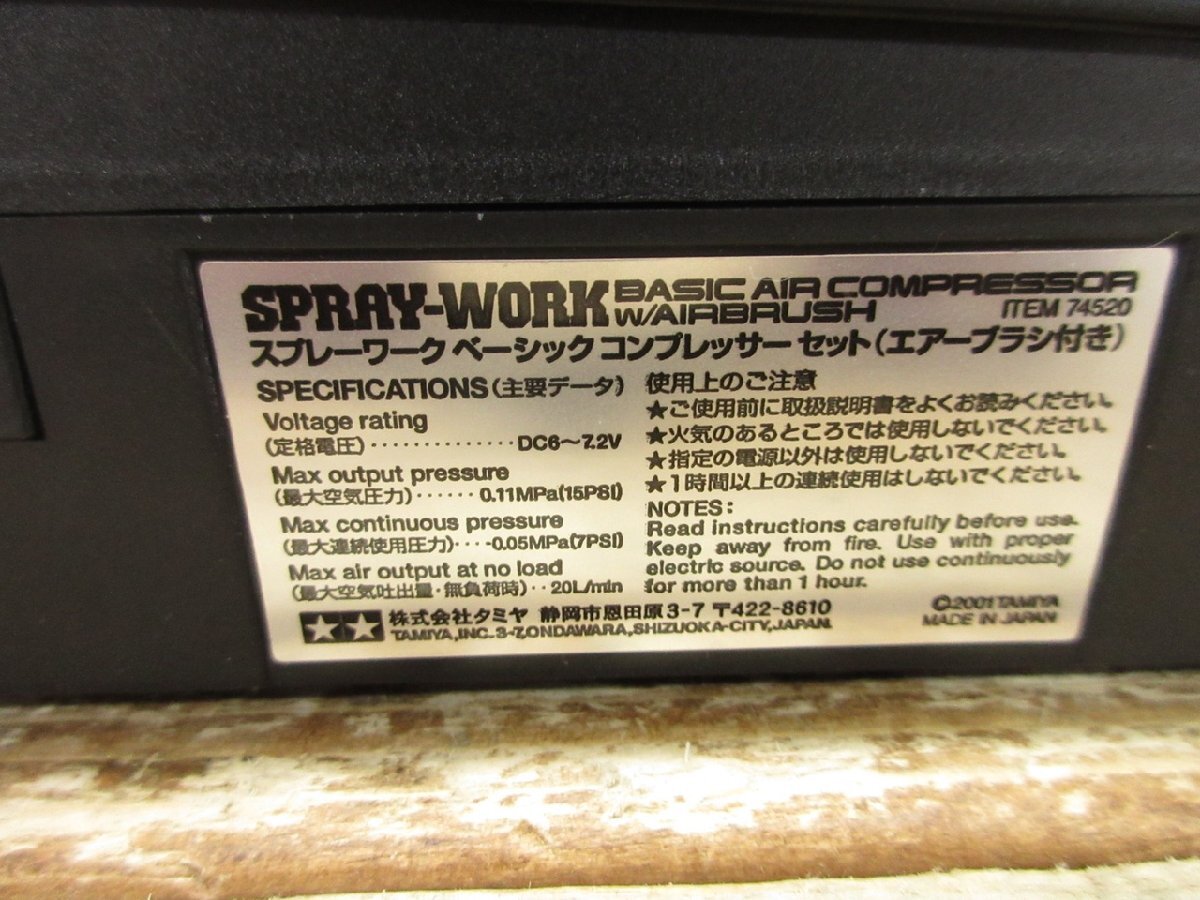 SPRAY-WORK BASIC AIR COMPRESSOR
W/AIRBRUSH ITEM 74520
スプレーワーク ベーシック コンプレッサー セット(エアーブラシ付き)
SPECIFICATIONS(主要データ)
Voltage rating
(定格電圧)··············DC6〜7.2V
Max output pressure
(最大空気圧力)······0.11MPa(15PSI)
Max continuous pressure
(最大連続使用圧力)····0.05MPa(7PSI)
Max air output at no load
(最大空気吐出量・無負荷時)··20L/min
使用上のご注意
★ご使用前に取扱説明書をよくお読みください。
★火気のあるところでは使用しないでください。
★指定の電源以外は使用しないでください。
★1時間以上の連続使用はしないでください。
NOTES:
Read instructions carefully before use.
Keep away from fire. Use with proper
electric source. Do not use continuously
for more than 1 hour.
株式会社タミヤ 静岡市恩田原3-7 〒422-8610
TAMIYA,INC.3-7,ONDAWARA,SHIZUOKA-CITY,JAPAN.
©2001 TAMIYA
MADE IN JAPAN